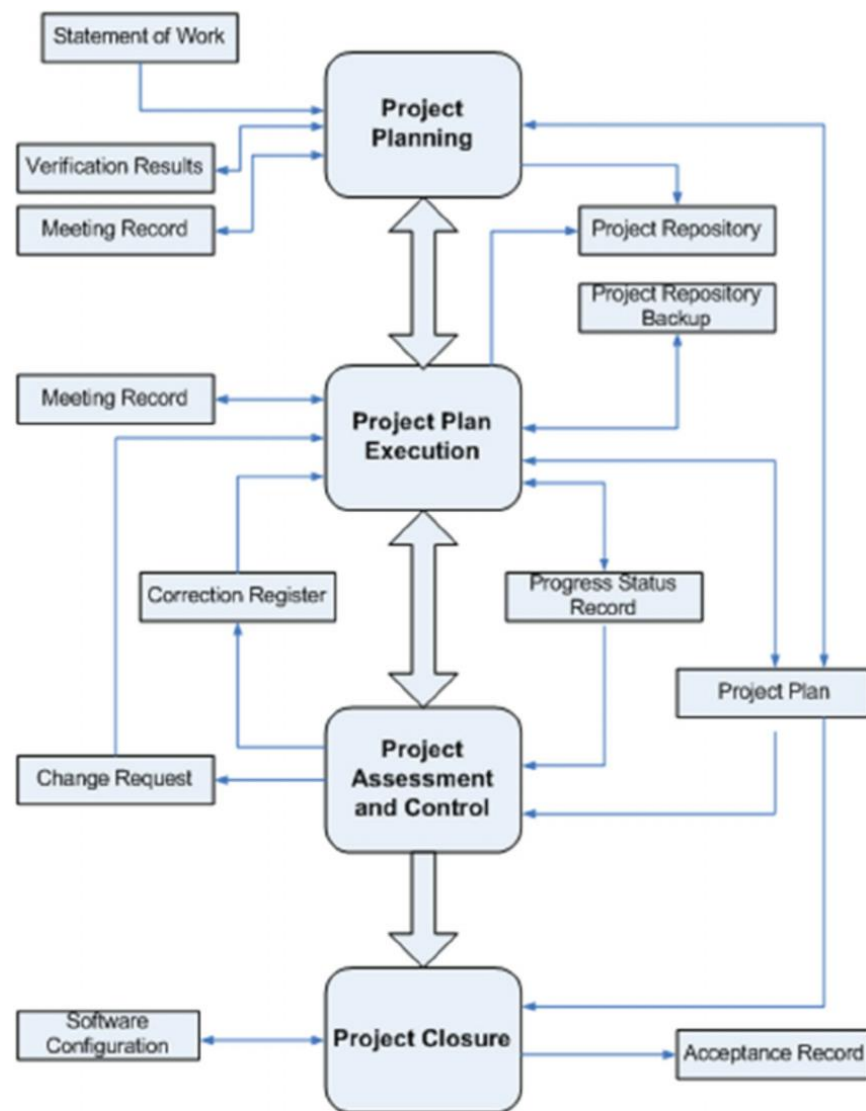 Statement of Work
Project
Planning
Verification Results
Meeting Record
Project Repository
Project Repository
Backup
Meeting Record
Project Plan
Execution
Correction Register
Progress Status
Record
Project Plan
Project
Assessment
and Control
Change Request
Software
Configuration
Project Closure
Acceptance Record